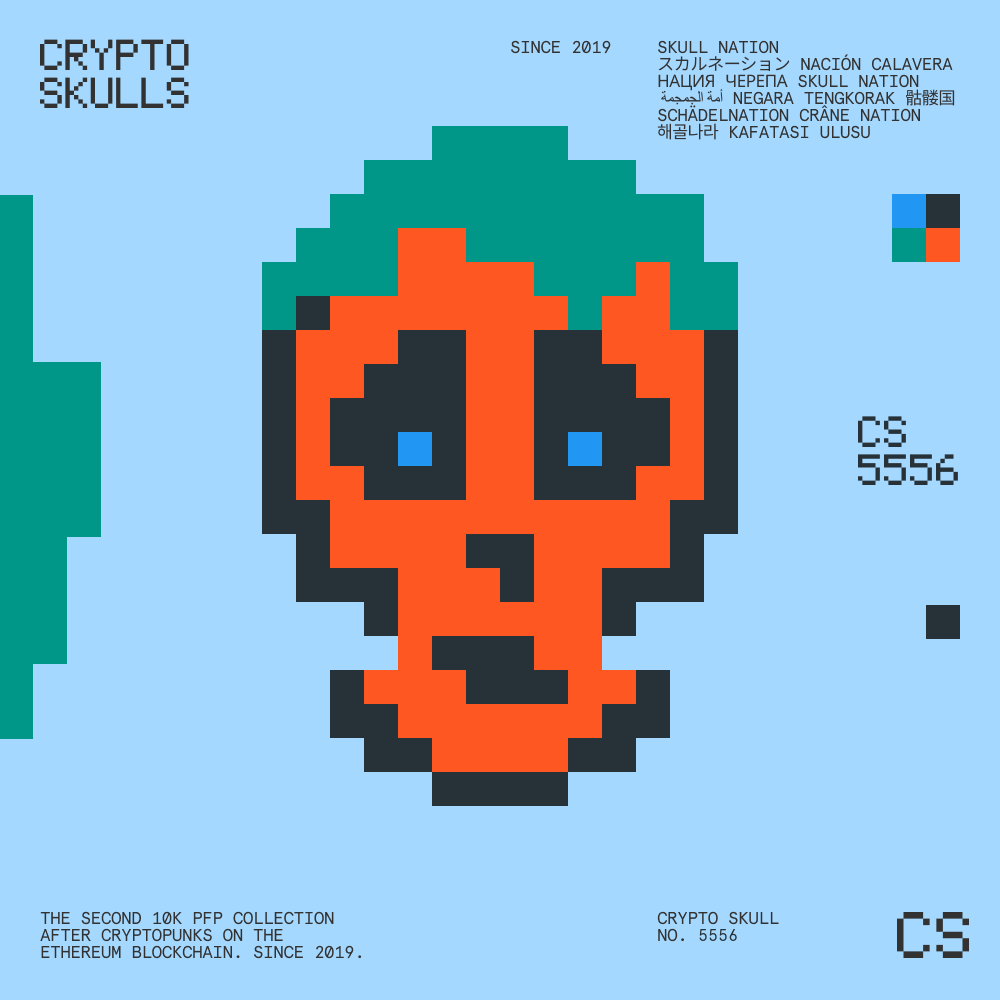 CRYPTO
SKULLS
SINCE 2019
SKULL NATION
スカルネーション NACIÓN CALAVERA
НАЦИЯ ЧЕРЕПА SKULL NATION
أمة الجمجمة NEGARA TENGKORAK 骷髅国
SCHÄDELNATION CRÂNE NATION
해골나라 KAFATASI ULUSU
CS
5556
THE SECOND 10K PFP COLLECTION
AFTER CRYPTOPUNKS ON THE
ETHEREUM BLOCKCHAIN. SINCE 2019.
CRYPTO SKULL
NO. 5556
CS